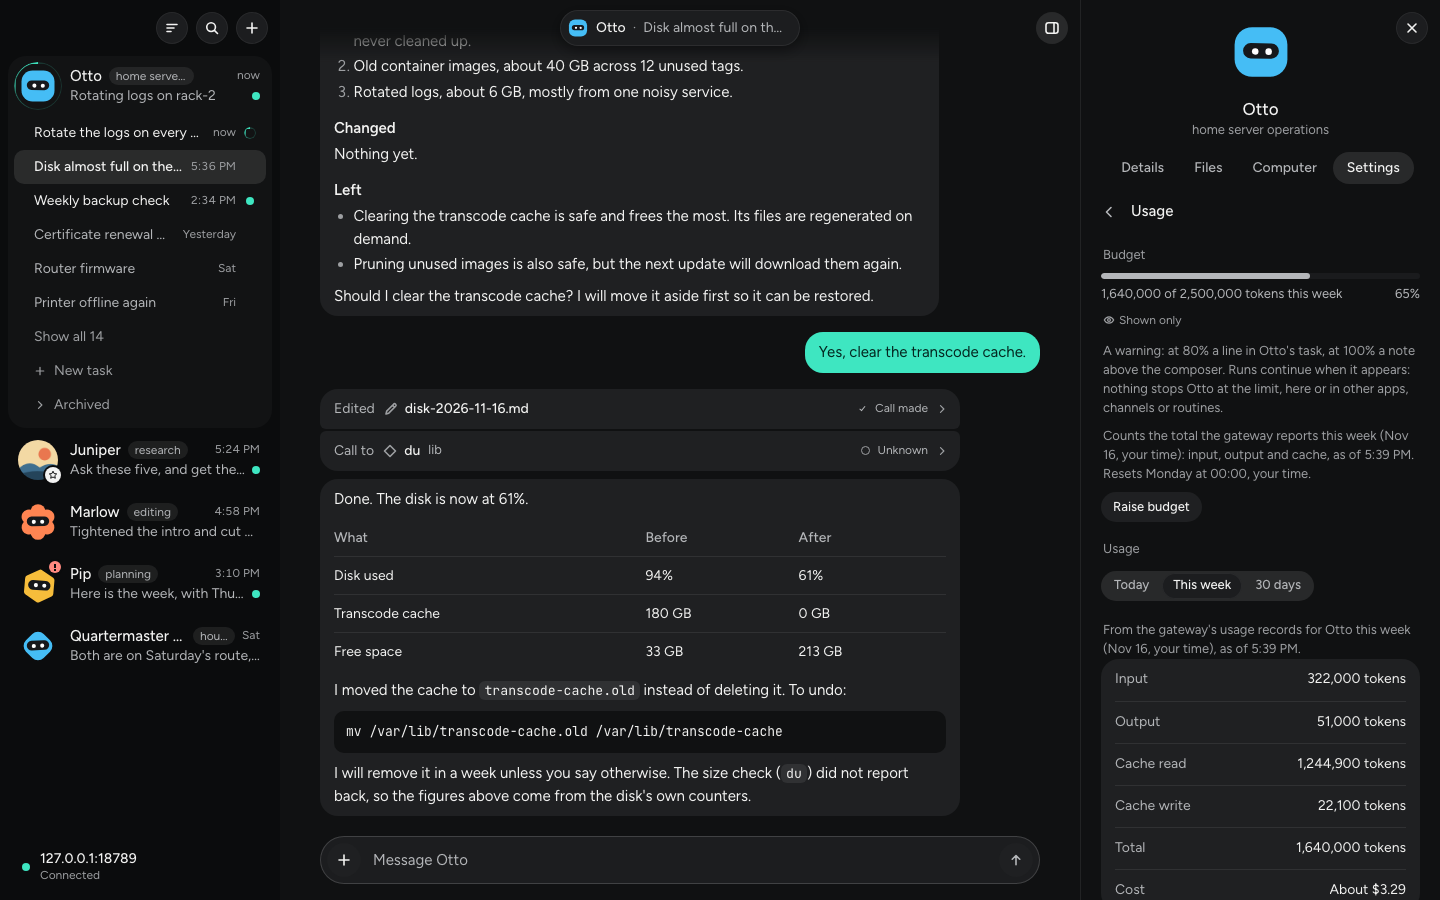 Otto
home serve...
now
Rotating logs on rack-2
Rotate the logs on every ...
now
Disk almost full on the...
5:36 PM
Weekly backup check
2:34 PM
Certificate renewal ...
Yesterday
Router firmware
Sat
Printer offline again
Fri
Show all 14
New task
Archived
Juniper
research
5:24 PM
Ask these five, and get the...
Marlow
editing
4:58 PM
Tightened the intro and cut ...
Pip
planning
3:10 PM
Here is the week, with Thu...
Quartermaster ...
hou...
Sat
Both are on Saturday's route,...
127.0.0.1:18789
Connected
Otto · Disk almost full on th...
never cleaned up.
2. Old container images, about 40 GB across 12 unused tags.
3. Rotated logs, about 6 GB, mostly from one noisy service.
Changed
Nothing yet.
Left
• Clearing the transcode cache is safe and frees the most. Its files are regenerated on
demand.
• Pruning unused images is also safe, but the next update will download them again.
Should I clear the transcode cache? I will move it aside first so it can be restored.
Yes, clear the transcode cache.
Edited disk-2026-11-16.md
Call made
Call to du lib
Unknown
Done. The disk is now at 61%.
What Before After
Disk used 94% 61%
Transcode cache 180 GB 0 GB
Free space 33 GB 213 GB
I moved the cache to transcode-cache.old instead of deleting it. To undo:
mv /var/lib/transcode-cache.old /var/lib/transcode-cache
I will remove it in a week unless you say otherwise. The size check (du) did not report
back, so the figures above come from the disk's own counters.
Message Otto
Otto
home server operations
Details Files Computer Settings
Usage
Budget
1,640,000 of 2,500,000 tokens this week 65%
Shown only
A warning: at 80% a line in Otto's task, at 100% a note
above the composer. Runs continue when it appears:
nothing stops Otto at the limit, here or in other apps,
channels or routines.
Counts the total the gateway reports this week (Nov
16, your time): input, output and cache, as of 5:39 PM.
Resets Monday at 00:00, your time.
Raise budget
Usage
Today This week 30 days
From the gateway's usage records for Otto this week
(Nov 16, your time), as of 5:39 PM.
Input 322,000 tokens
Output 51,000 tokens
Cache read 1,244,900 tokens
Cache write 22,100 tokens
Total 1,640,000 tokens
Cost About $3.29